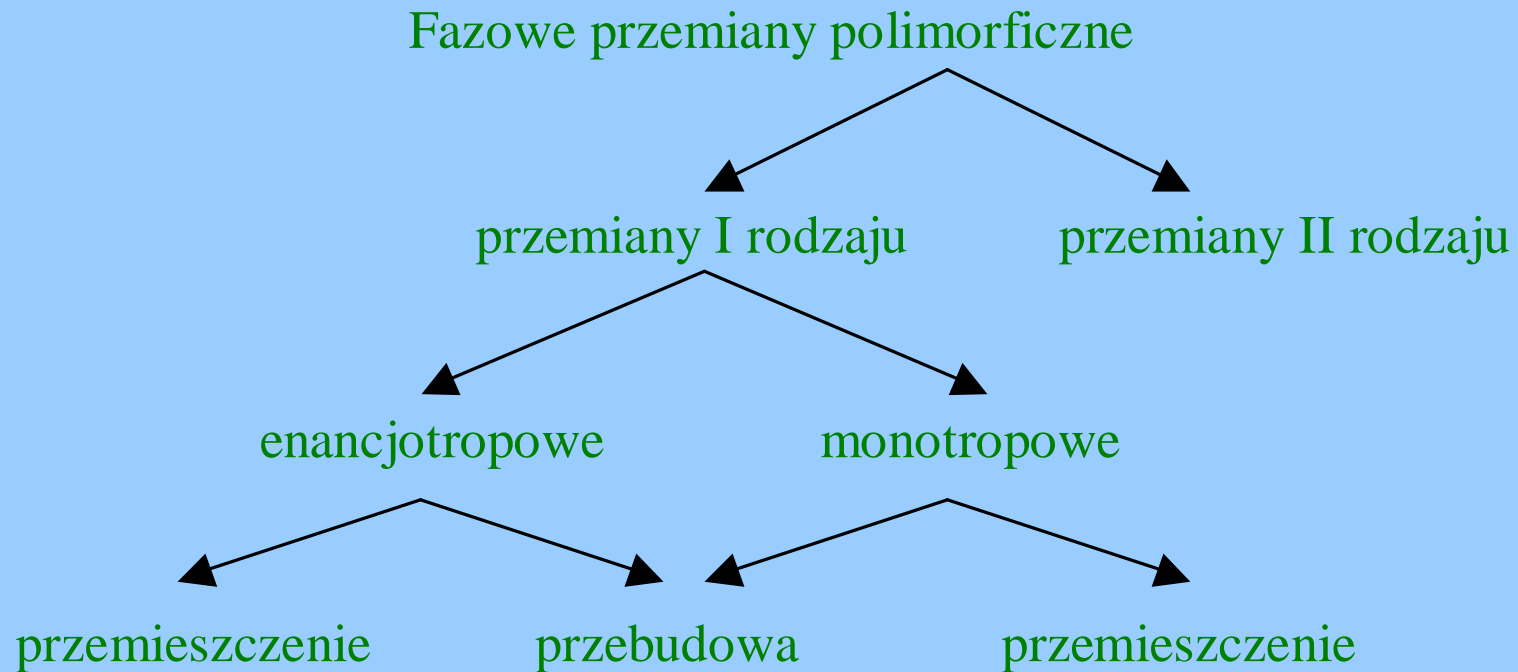 Fazowe przemiany polimorficzne
przemiany I rodzaju przemiany II rodzaju
enancjotropowe monotropowe
przemieszczenie przebudowa przemieszczenie